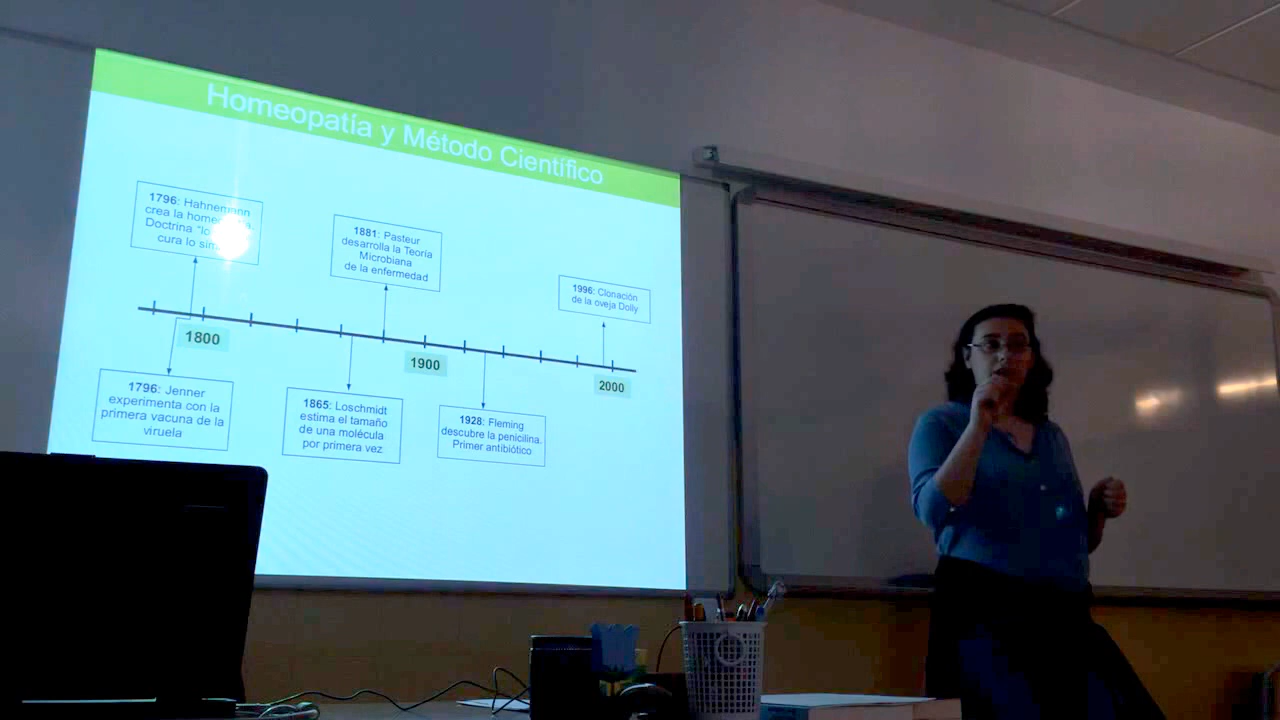 Homeopatía y Método Científico
1796: Hahnemann
crea la
Doctrina "lo
cura lo
1881: Pasteur
desarrolla la Teoría
Microbiana
de la enfermedad
1996: Clonación
de la oveja Dolly
1800
1900
2000
1796: Jenner
experimenta con la
primera vacuna de la
viruela
1865: Loschmidt
estima el tamaño
de una molécula
por primera vez
1928: Fleming
descubre la penicilina.
Primer antibiótico